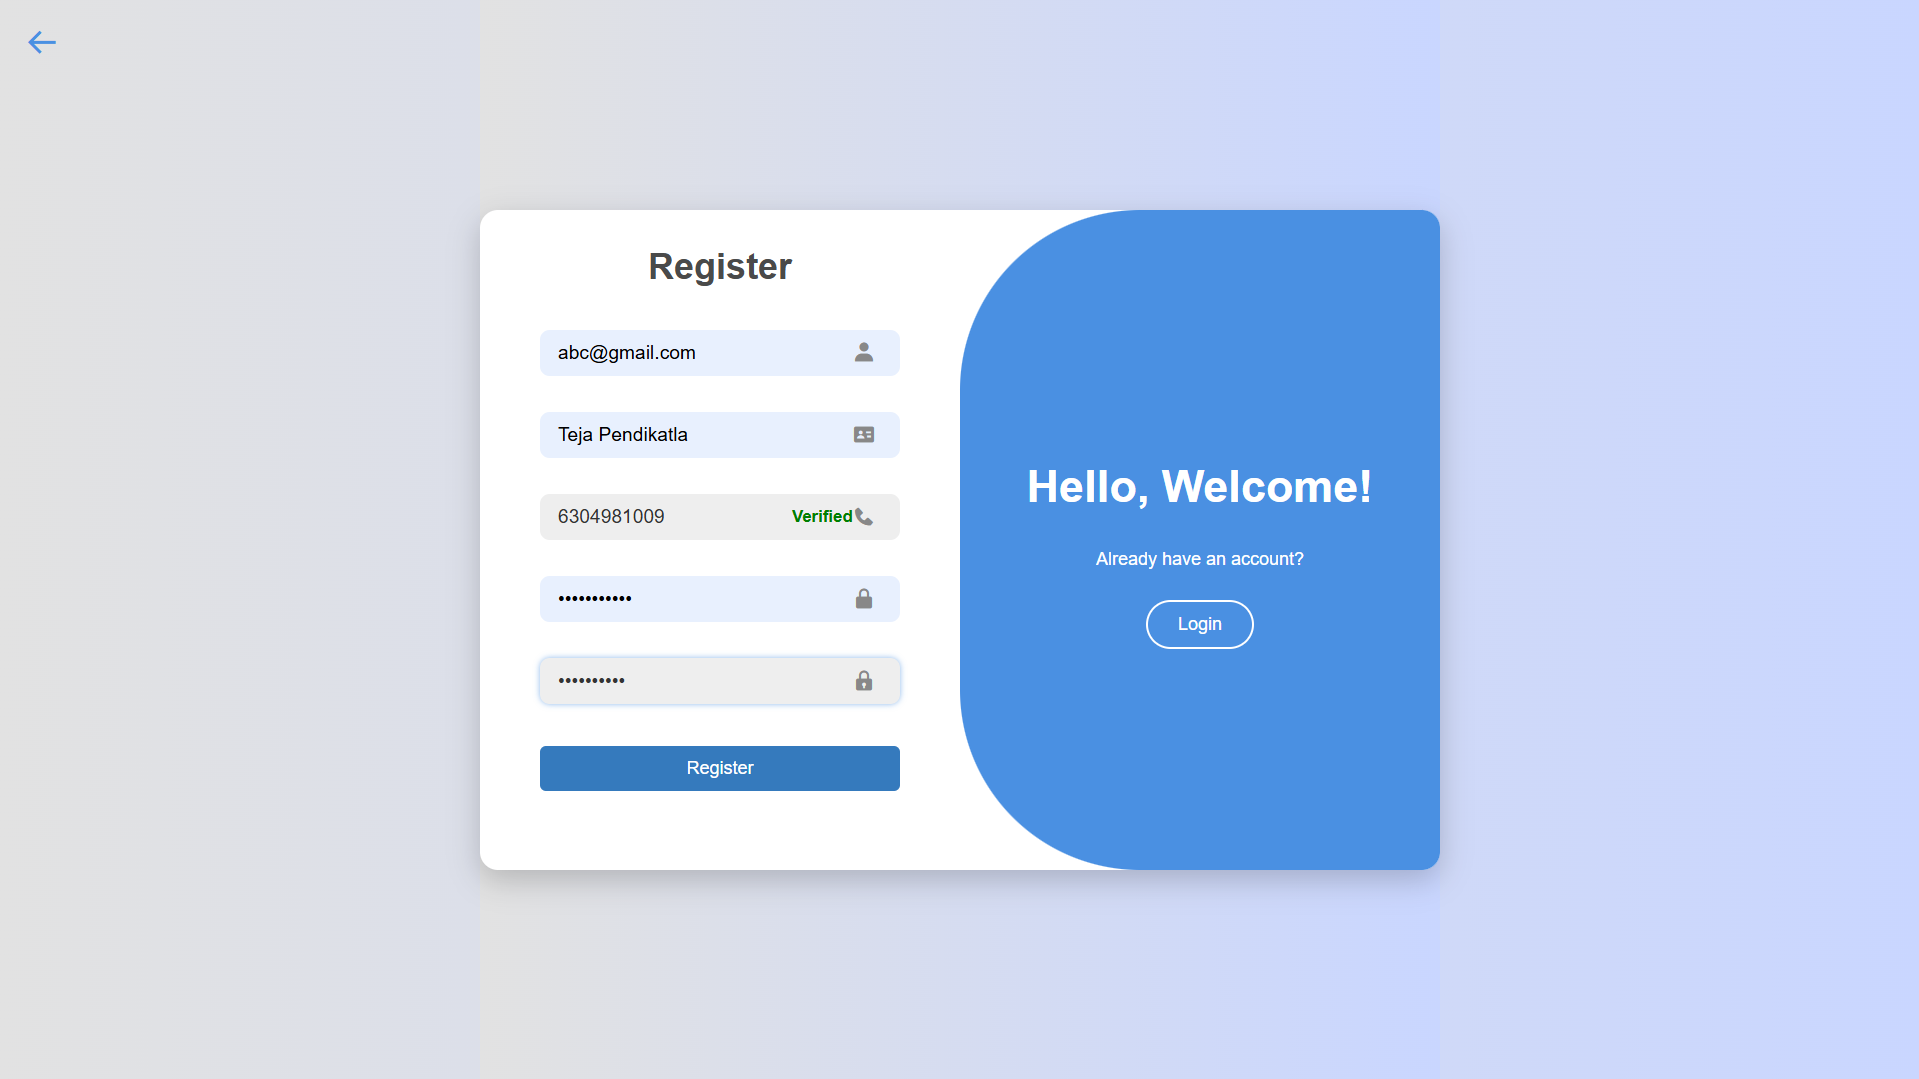 Register
abc@gmail.com
Teja Pendikatla
6304981009 Verified
•••••••••••
••••••••••
Register
Hello, Welcome!
Already have an account?
Login